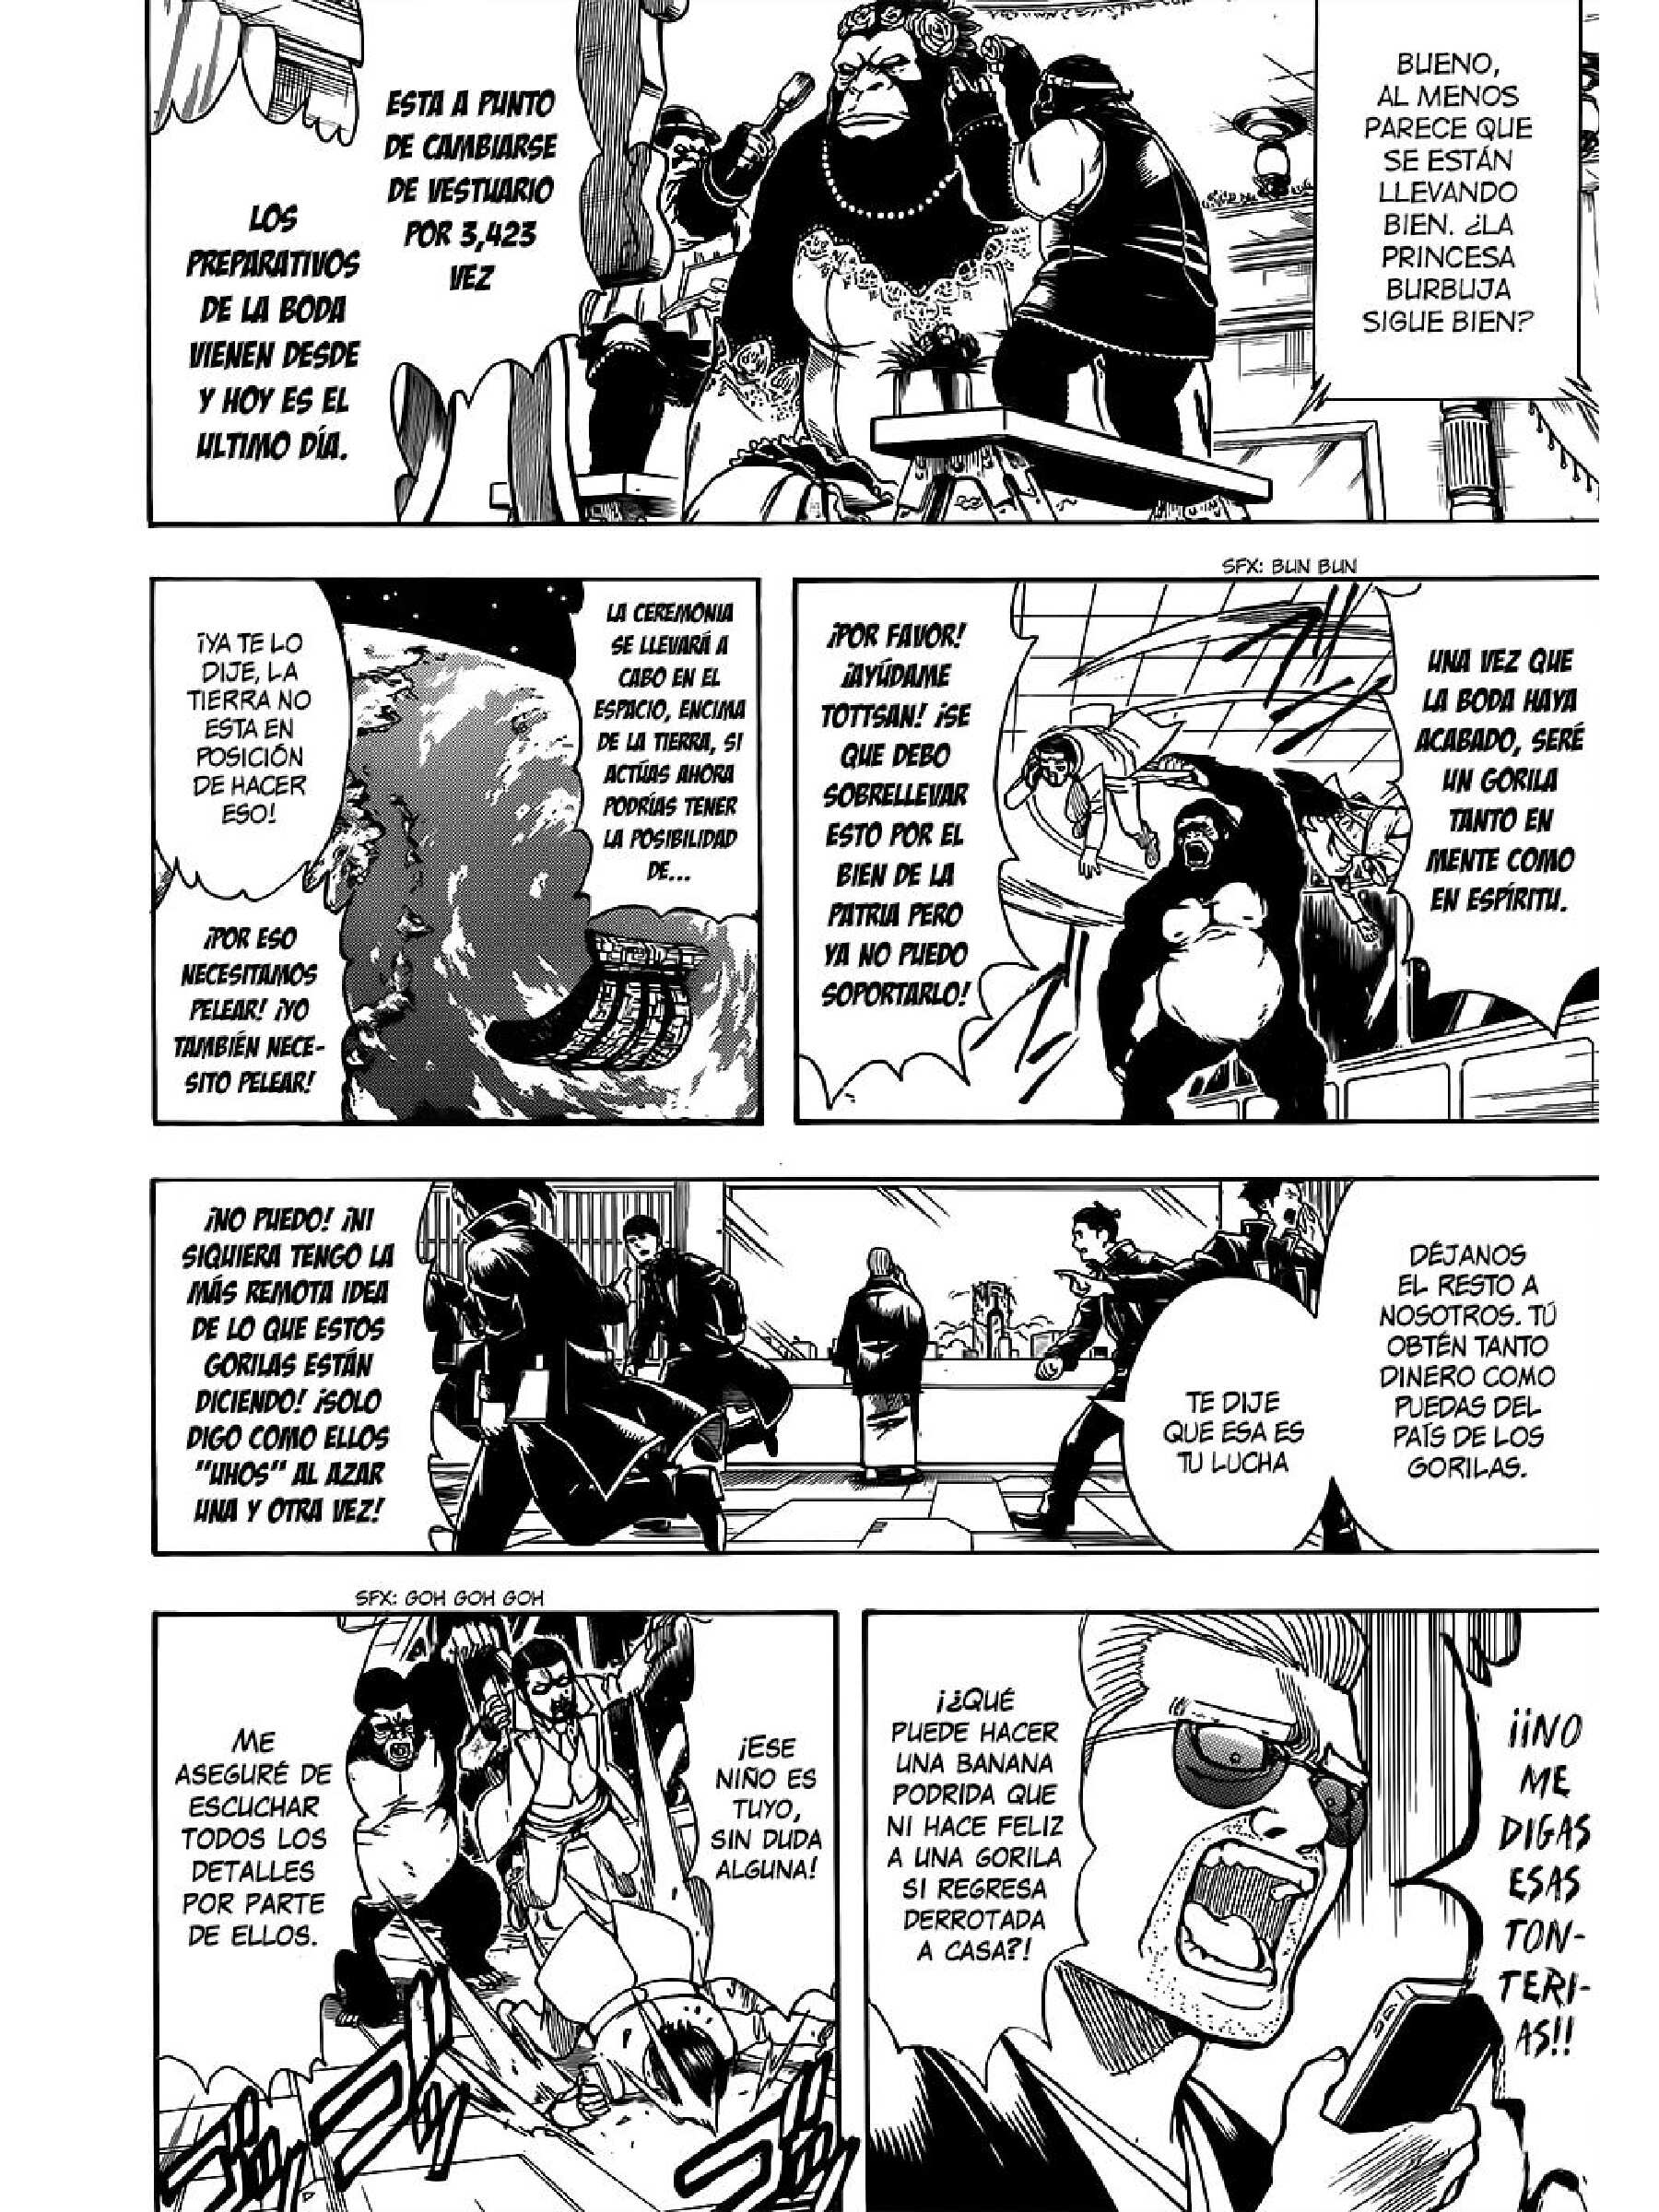 BUENO,
AL MENOS
PARECE QUE
SE ESTÁN
LLEVANDO
BIEN. ¿LA
PRINCESA
BURBUJA
SIGUE BIEN?
ESTA A PUNTO
DE CAMBIARSE
DE VESTUARIO
POR 3,423
VEZ
LOS
PREPARATIVOS
DE LA BODA
VIENEN DESDE
Y HOY ES EL
ULTIMO DÍA.
SFX: BUN BUN
UNA VEZ QUE
LA BODA HAYA
ACABADO, SERÉ
UN GORILA
TANTO EN
MENTE COMO
EN ESPÍRITU.
¡POR FAVOR!
¡AYÚDAME
TOTTSAN! ¡SE
QUE DEBO
SOBRELLEVAR
ESTO POR EL
BIEN DE LA
PATRIA PERO
YA NO PUEDO
SOPORTARLO!
LA CEREMONIA
SE LLEVARÁ A
CABO EN EL
ESPACIO, ENCIMA
DE LA TIERRA, SI
ACTÚAS AHORA
PODRÍAS TENER
LA POSIBILIDAD
DE...
¡YA TE LO
DIJE, LA
TIERRA NO
ESTA EN
POSICIÓN
DE HACER
ESO!
¡POR ESO
NECESITAMOS
PELEAR! ¡YO
TAMBIÉN NECE-
SITO PELEAR!
DÉJANOS
EL RESTO A
NOSOTROS. TÚ
OBTÉN TANTO
DINERO COMO
PUEDAS DEL
PAÍS DE LOS
GORILAS.
TE DIJE
QUE ESA ES
TU LUCHA
¡NO PUEDO! ¡NI
SIQUIERA TENGO LA
MÁS REMOTA IDEA
DE LO QUE ESTOS
GORILAS ESTÁN
DICIENDO! ¡SOLO
DIGO COMO ELLOS
"UHOS" AL AZAR
UNA Y OTRA VEZ!
¡¡NO
ME
DIGAS
ESAS
TON-
TERI-
AS!!
¡¿QUÉ
PUEDE HACER
UNA BANANA
PODRIDA QUE
NI HACE FELIZ
A UNA GORILA
SI REGRESA
DERROTADA
A CASA?!
SFX: GOH GOH GOH
¡ESE
NIÑO ES
TUYO,
SIN DUDA
ALGUNA!
ME
ASEGURÉ DE
ESCUCHAR
TODOS LOS
DETALLES
POR PARTE
DE ELLOS.